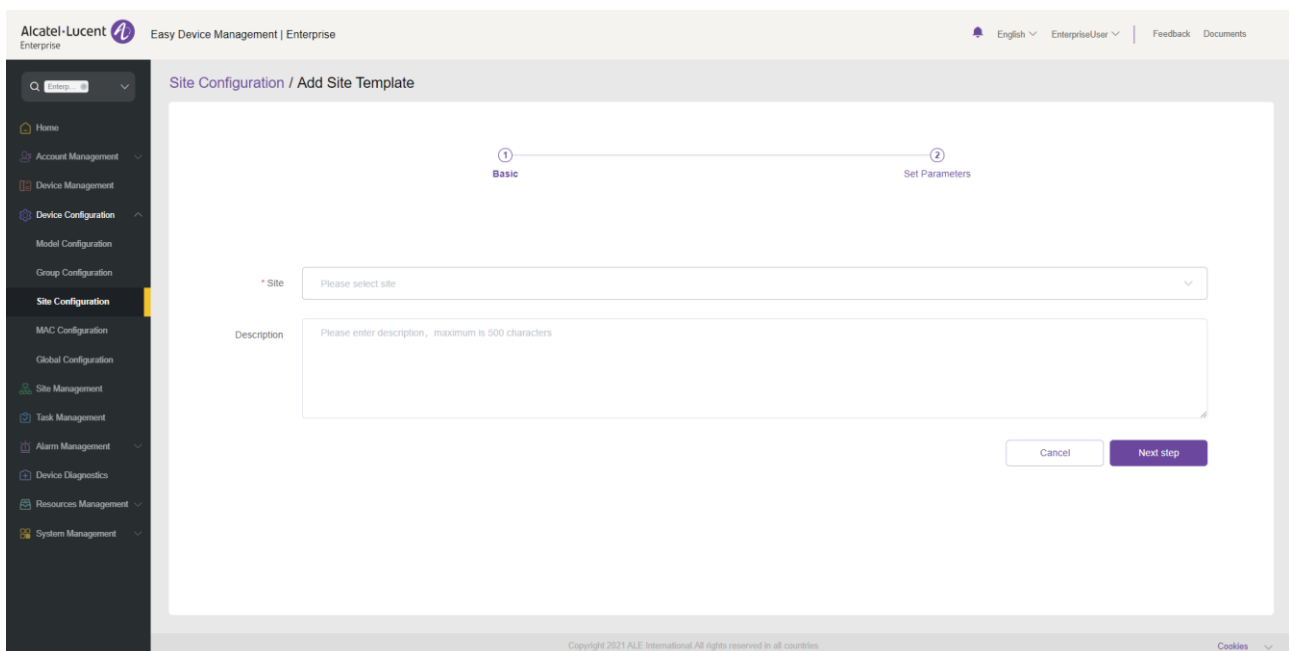 Alcatel·Lucent
Enterprise
Easy Device Management | Enterprise
English
EnterpriseUser
Feedback
Documents
Enterp...
Site Configuration / Add Site Template
Home
Account Management
Device Management
Device Configuration
Model Configuration
Group Configuration
Site Configuration
MAC Configuration
Global Configuration
Site Management
Task Management
Alarm Management
Device Diagnostics
Resources Management
System Management
1
Basic
2
Set Parameters
* Site
Please select site
Description
Please enter description, maximum is 500 characters
Cancel
Next step
Copyright 2021 ALE International.All rights reserved in all countries
Cookies